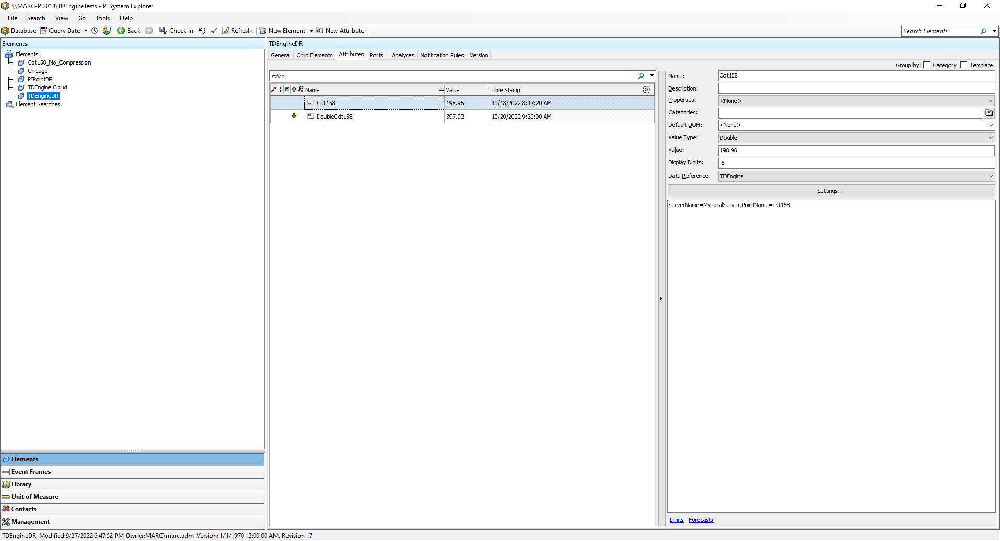 \\MARC-PI2018\TDEngineTests - PI System Explorer
File Search View Go Tools Help
Database Query Date Back Check In Refresh New Element New Attribute
Search Elements
Elements
Elements
Cdt158_No_Compression
Chicago
PIPointDR
TDEngine Cloud
TDEngineDR
Element Searches
Elements
Event Frames
Library
Unit of Measure
Contacts
Management
TDEngineDR
General Child Elements Attributes Ports Analyses Notification Rules Version
Group by: Category Template
Filter
Name Value Time Stamp
Cdt158 198.96 10/18/2022 8:17:20 AM
DoubleCdt158 397.92 10/20/2022 9:30:00 AM
Name: Cdt158
Description:
Properties: <None>
Categories:
Default UOM: <None>
Value Type: Double
Value: 198.96
Display Digits: -5
Data Reference: TDEngine
Settings...
ServerName=MyLocalServer;PointName=cdt158
Limits Forecasts
TDEngineDR Modified:9/27/2022 6:47:52 PM Owner:MARC\marc.adm Version: 1/1/1970 12:00:00 AM, Revision 17